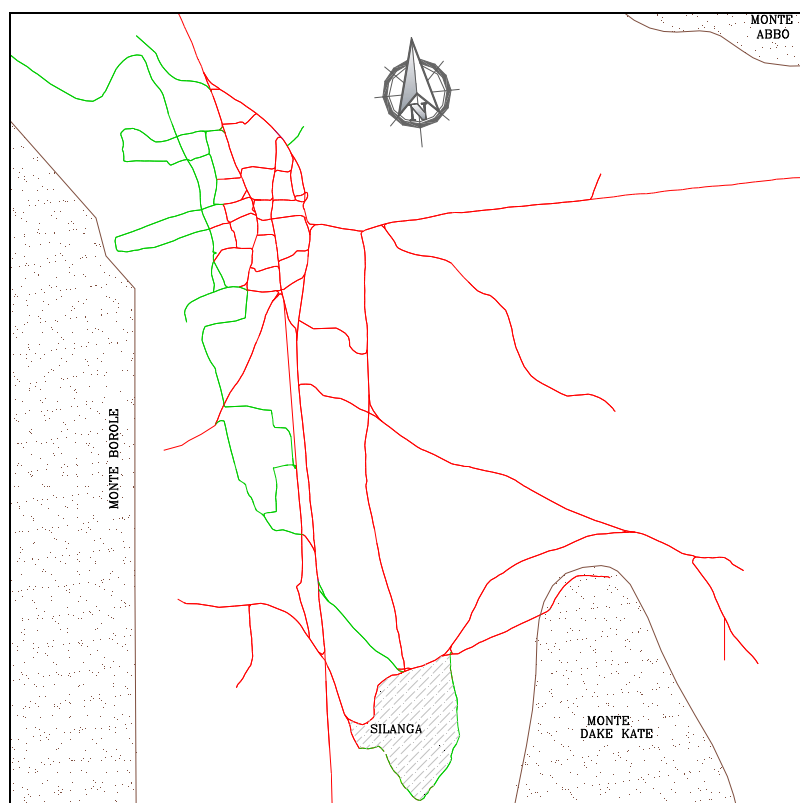 MONTE
ABBO
N
MONTE BOROLE
SILANGA
MONTE
DAKE KATE